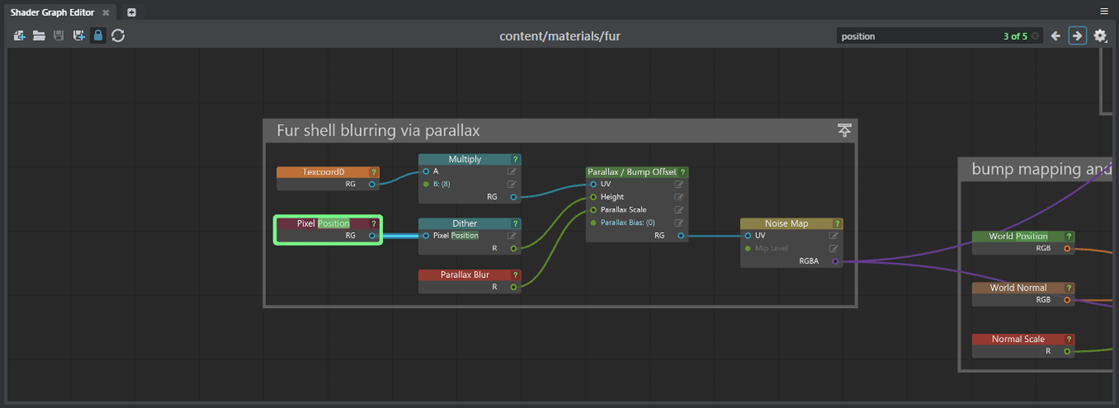 Shader Graph Editor
content/materials/fur
position
3 of 5
Fur shell blurring via parallax
Texcoord0 ?
RG
Multiply ?
A
B: (8)
RG
Pixel Position ?
RG
Dither ?
Pixel Position
R
Parallax Blur ?
R
Parallax / Bump Offset ?
UV
Height
Parallax Scale
Parallax Bias: (0)
RG
Noise Map ?
UV
Mip Level
RGBA
bump mapping and
World Position ?
RGB
World Normal ?
RGB
Normal Scale ?
R